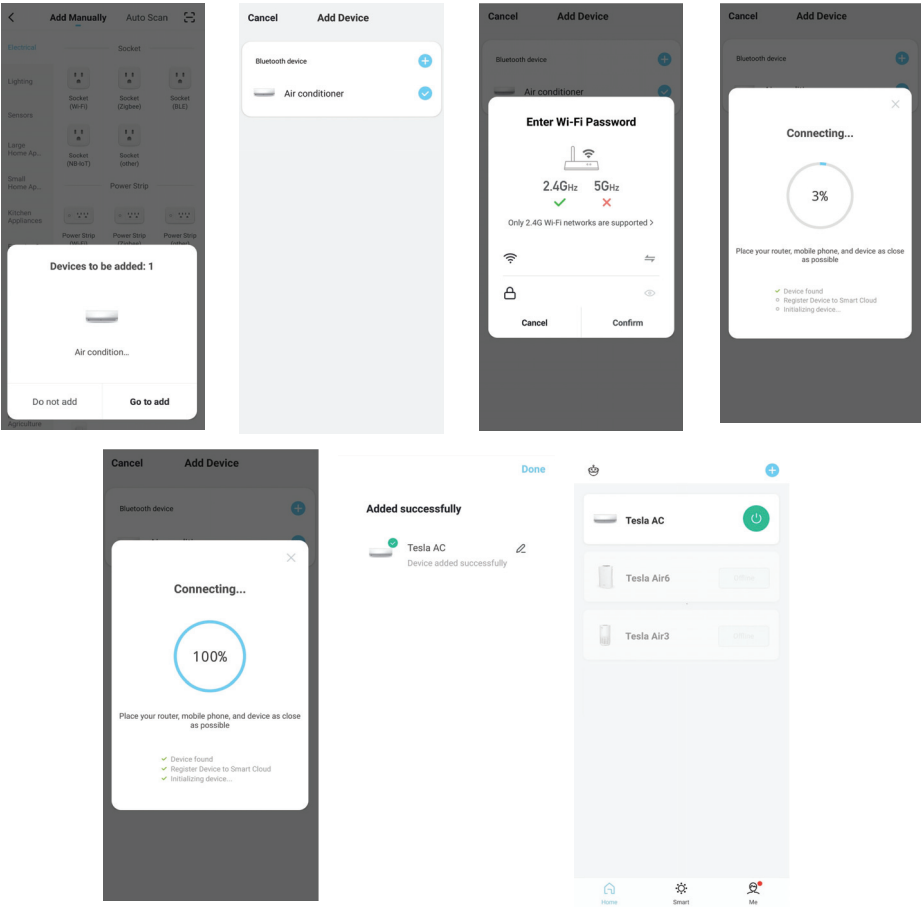 Add Manually
Auto Scan
Electrical
Socket
Lighting
Socket
(Wi-Fi)
Socket
(Zigbee)
Socket
(BLE)
Sensors
Large
Home Ap...
Socket
(NB-IoT)
Socket
(other)
Small
Home Ap...
Power Strip
Kitchen
Appliances
Power Strip
(Wi-Fi)
Power Strip
(Zigbee)
Power Strip
(other)
Devices to be added: 1
Air condition...
Do not add
Go to add
Agriculture
Cancel
Add Device
Bluetooth device
Air conditioner
Cancel
Add Device
Bluetooth device
Air conditioner
Enter Wi-Fi Password
2.4GHz
5GHz
Only 2.4G Wi-Fi networks are supported >
Cancel
Confirm
Cancel
Add Device
Bluetooth device
Connecting...
3%
Place your router, mobile phone, and device as close
as possible
Device found
Register Device to Smart Cloud
Initializing device...
Cancel
Add Device
Bluetooth device
Connecting...
100%
Place your router, mobile phone, and device as close
as possible
Device found
Register Device to Smart Cloud
Initializing device...
Done
Added successfully
Tesla AC
Device added successfully
Tesla AC
Tesla Air6
Offline
Tesla Air3
Offline
Home
Smart
Me